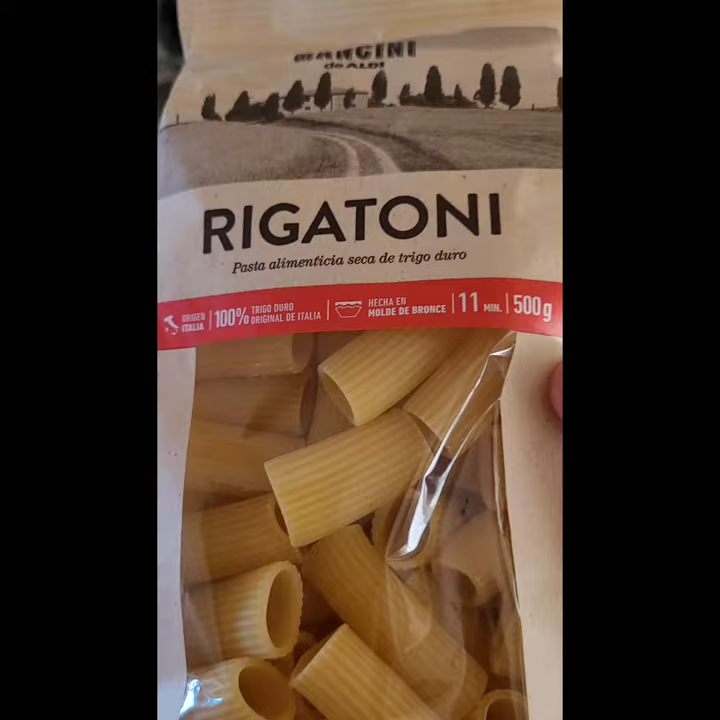 MANCINI
de ALDI
RIGATONI
Pasta alimenticia seca de trigo duro
ORIGEN ITALIA
100% TRIGO DURO ORIGINAL DE ITALIA
HECHA EN MOLDE DE BRONCE
11 MIN.
500g